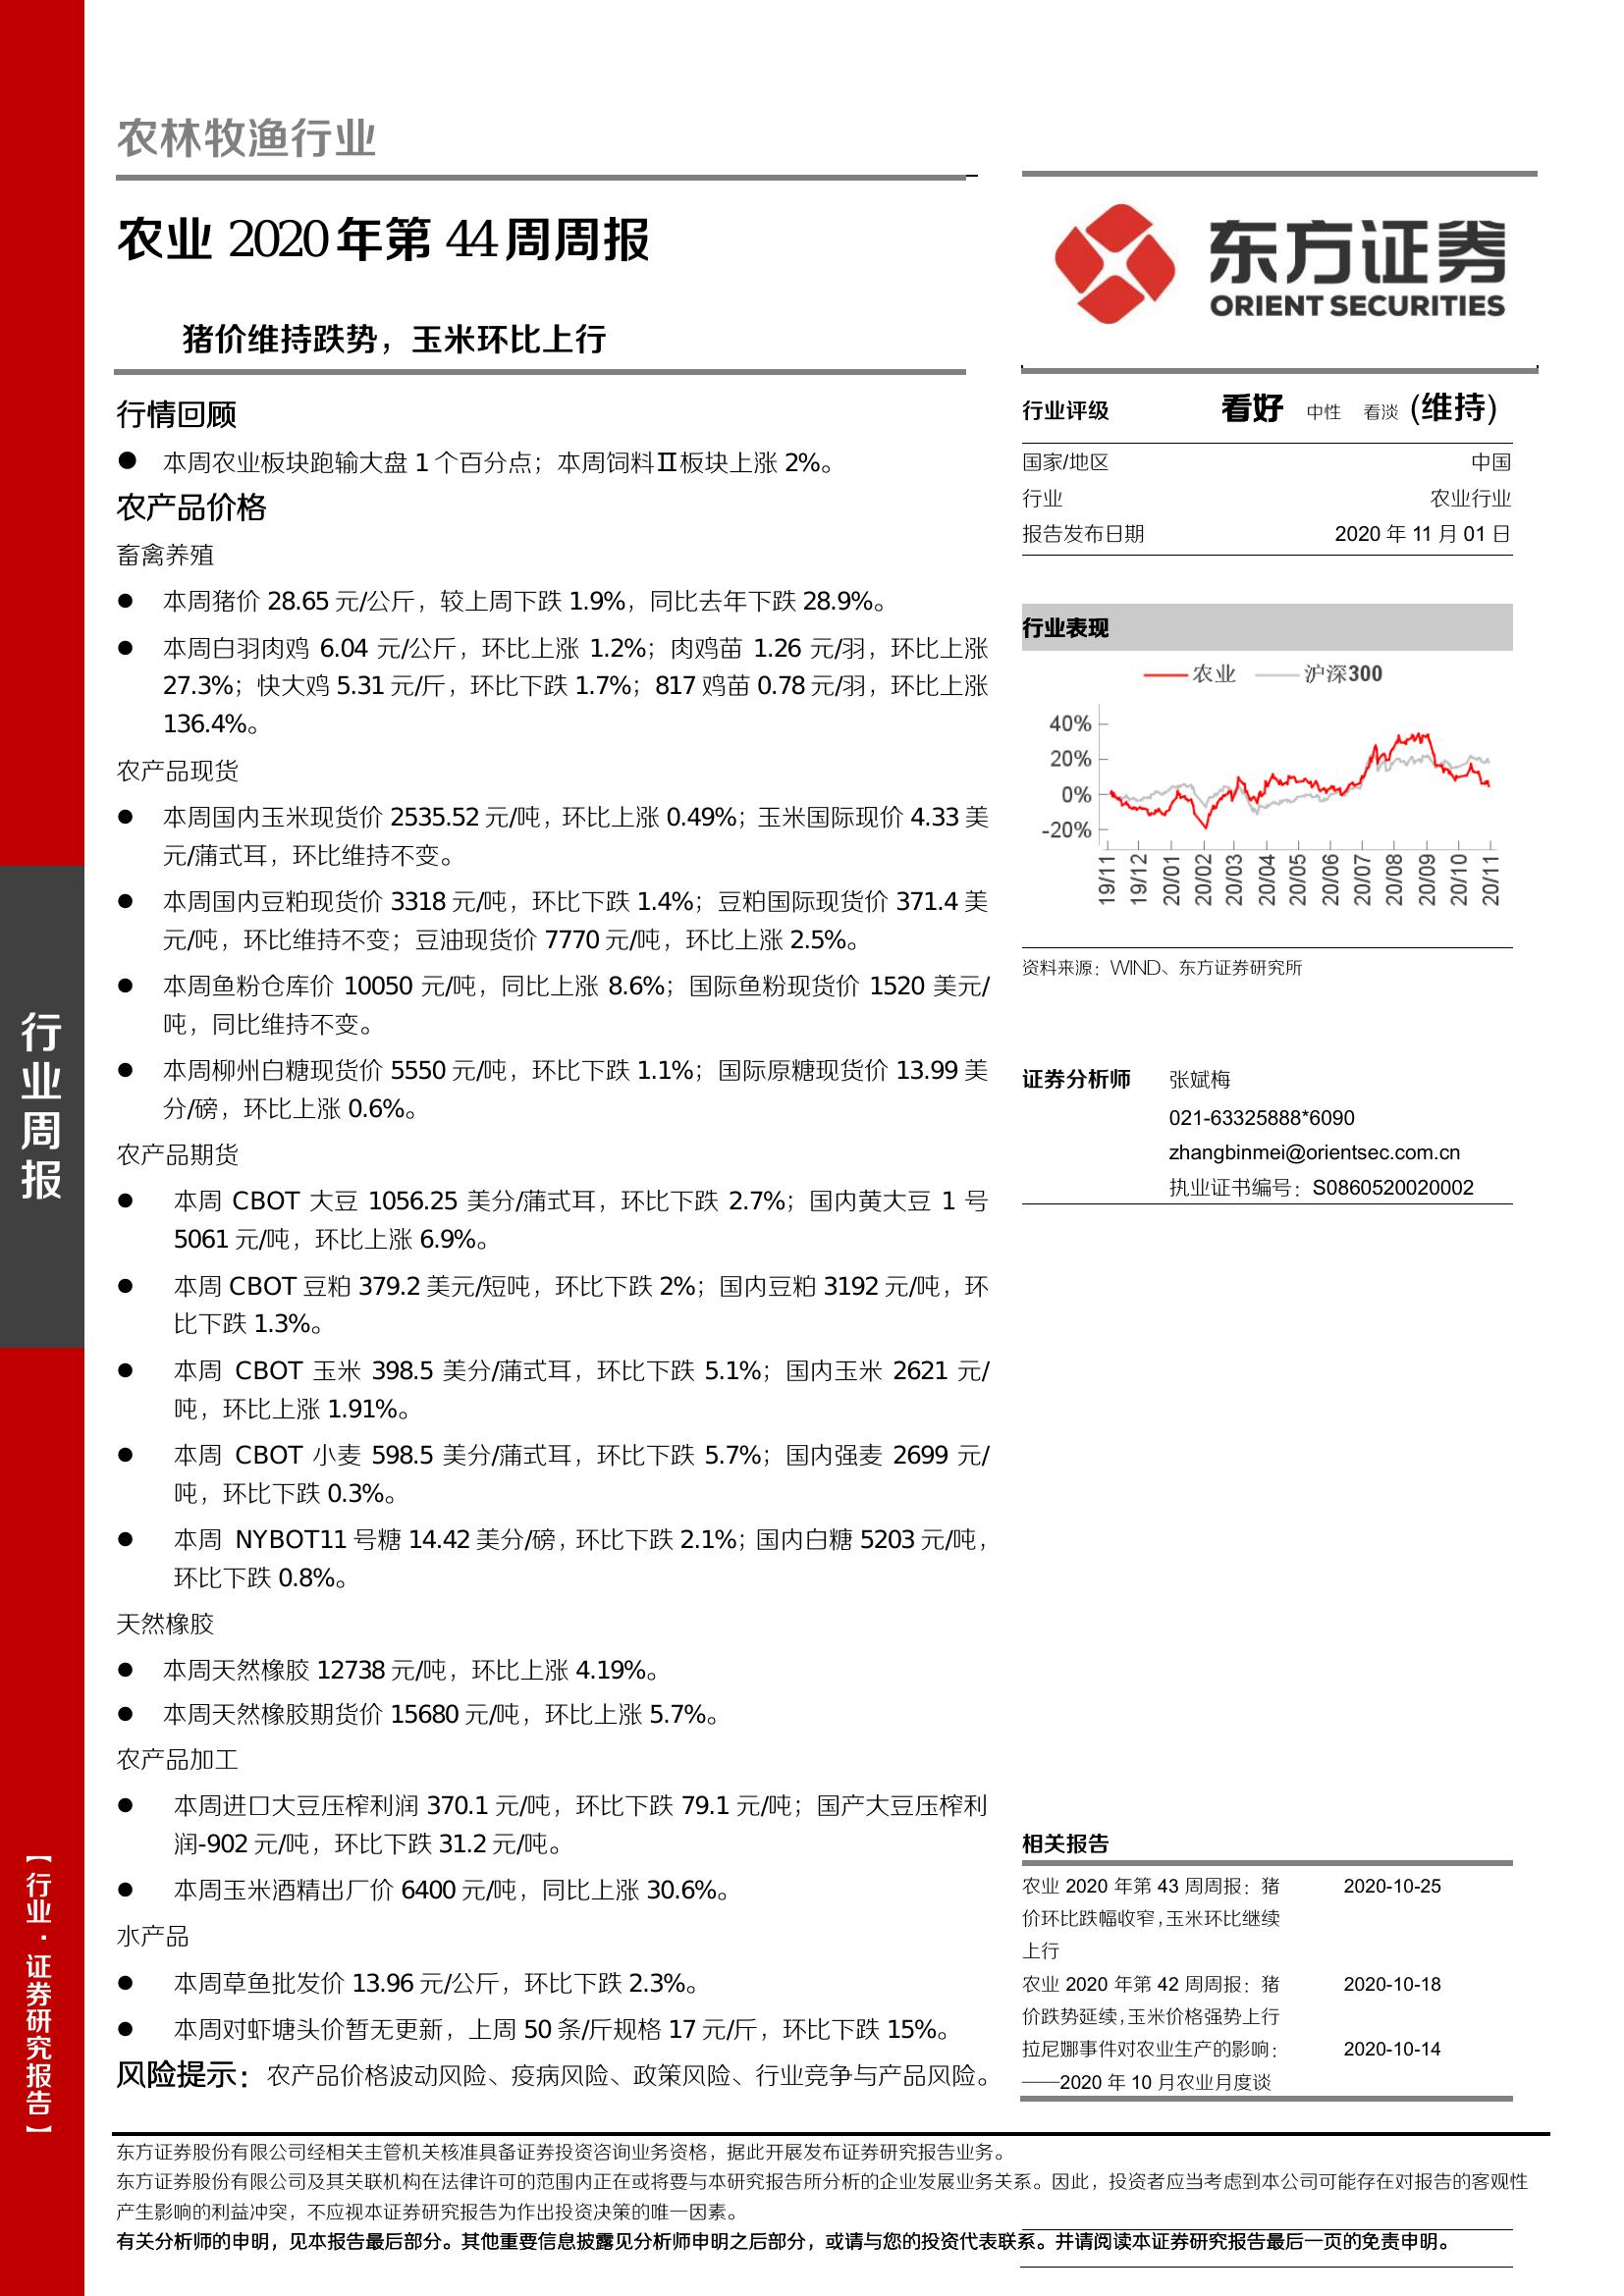 农林牧渔行业
农业 2020 年第 44 周周报
猪价维持跌势，玉米环比上行
行情回顾
● 本周农业板块跑输大盘 1 个百分点；本周饲料Ⅱ板块上涨 2%。
农产品价格
畜禽养殖
● 本周猪价 28.65 元/公斤，较上周下跌 1.9%，同比去年下跌 28.9%。
● 本周白羽肉鸡 6.04 元/公斤，环比上涨 1.2%；肉鸡苗 1.26 元/羽，环比上涨
27.3%；快大鸡 5.31 元/斤，环比下跌 1.7%；817 鸡苗 0.78 元/羽，环比上涨
136.4%。
农产品现货
● 本周国内玉米现货价 2535.52 元/吨，环比上涨 0.49%；玉米国际现价 4.33 美
元/蒲式耳，环比维持不变。
● 本周国内豆粕现货价 3318 元/吨，环比下跌 1.4%；豆粕国际现货价 371.4 美
元/吨，环比维持不变；豆油现货价 7770 元/吨，环比上涨 2.5%。
● 本周鱼粉仓库价 10050 元/吨，同比上涨 8.6%；国际鱼粉现货价 1520 美元/
吨，同比维持不变。
● 本周柳州白糖现货价 5550 元/吨，环比下跌 1.1%；国际原糖现货价 13.99 美
分/磅，环比上涨 0.6%。
农产品期货
● 本周 CBOT 大豆 1056.25 美分/蒲式耳，环比下跌 2.7%；国内黄大豆 1 号
5061 元/吨，环比上涨 6.9%。
● 本周 CBOT 豆粕 379.2 美元/短吨，环比下跌 2%；国内豆粕 3192 元/吨，环
比下跌 1.3%。
● 本周 CBOT 玉米 398.5 美分/蒲式耳，环比下跌 5.1%；国内玉米 2621 元/
吨，环比上涨 1.91%。
● 本周 CBOT 小麦 598.5 美分/蒲式耳，环比下跌 5.7%；国内强麦 2699 元/
吨，环比下跌 0.3%。
● 本周 NYBOT11 号糖 14.42 美分/磅，环比下跌 2.1%；国内白糖 5203 元/吨，
环比下跌 0.8%。
天然橡胶
● 本周天然橡胶 12738 元/吨，环比上涨 4.19%。
● 本周天然橡胶期货价 15680 元/吨，环比上涨 5.7%。
农产品加工
● 本周进口大豆压榨利润 370.1 元/吨，环比下跌 79.1 元/吨；国产大豆压榨利
润-902 元/吨，环比下跌 31.2 元/吨。
● 本周玉米酒精出厂价 6400 元/吨，同比上涨 30.6%。
水产品
● 本周草鱼批发价 13.96 元/公斤，环比下跌 2.3%。
● 本周对虾塘头价暂无更新，上周 50 条/斤规格 17 元/斤，环比下跌 15%。
风险提示：农产品价格波动风险、疫病风险、政策风险、行业竞争与产品风险。
东方证券
ORIENT SECURITIES
行业评级 看好 中性 看淡 (维持)
国家/地区 中国
行业 农业行业
报告发布日期 2020 年 11 月 01 日
行业表现
农业 沪深300
40%
20%
0%
-20%
19/11 19/12 20/01 20/02 20/03 20/04 20/05 20/06 20/07 20/08 20/09 20/10 20/11
资料来源：WIND、东方证券研究所
证券分析师 张斌梅
021-63325888*6090
zhangbinmei@orientsec.com.cn
执业证书编号：S0860520020002
相关报告
农业 2020 年第 43 周周报：猪 2020-10-25
价环比跌幅收窄，玉米环比继续
上行
农业 2020 年第 42 周周报：猪 2020-10-18
价跌势延续，玉米价格强势上行
拉尼娜事件对农业生产的影响： 2020-10-14
——2020 年 10 月农业月度谈
行业周报
【行业·证券研究报告】
东方证券股份有限公司经相关主管机关核准具备证券投资咨询业务资格，据此开展发布证券研究报告业务。
东方证券股份有限公司及其关联机构在法律许可的范围内正在或将要与本研究报告所分析的企业发展业务关系。因此，投资者应当考虑到本公司可能存在对报告的客观性
产生影响的利益冲突，不应视本证券研究报告为作出投资决策的唯一因素。
有关分析师的申明，见本报告最后部分。其他重要信息披露见分析师申明之后部分，或请与您的投资代表联系。并请阅读本证券研究报告最后一页的免责申明。